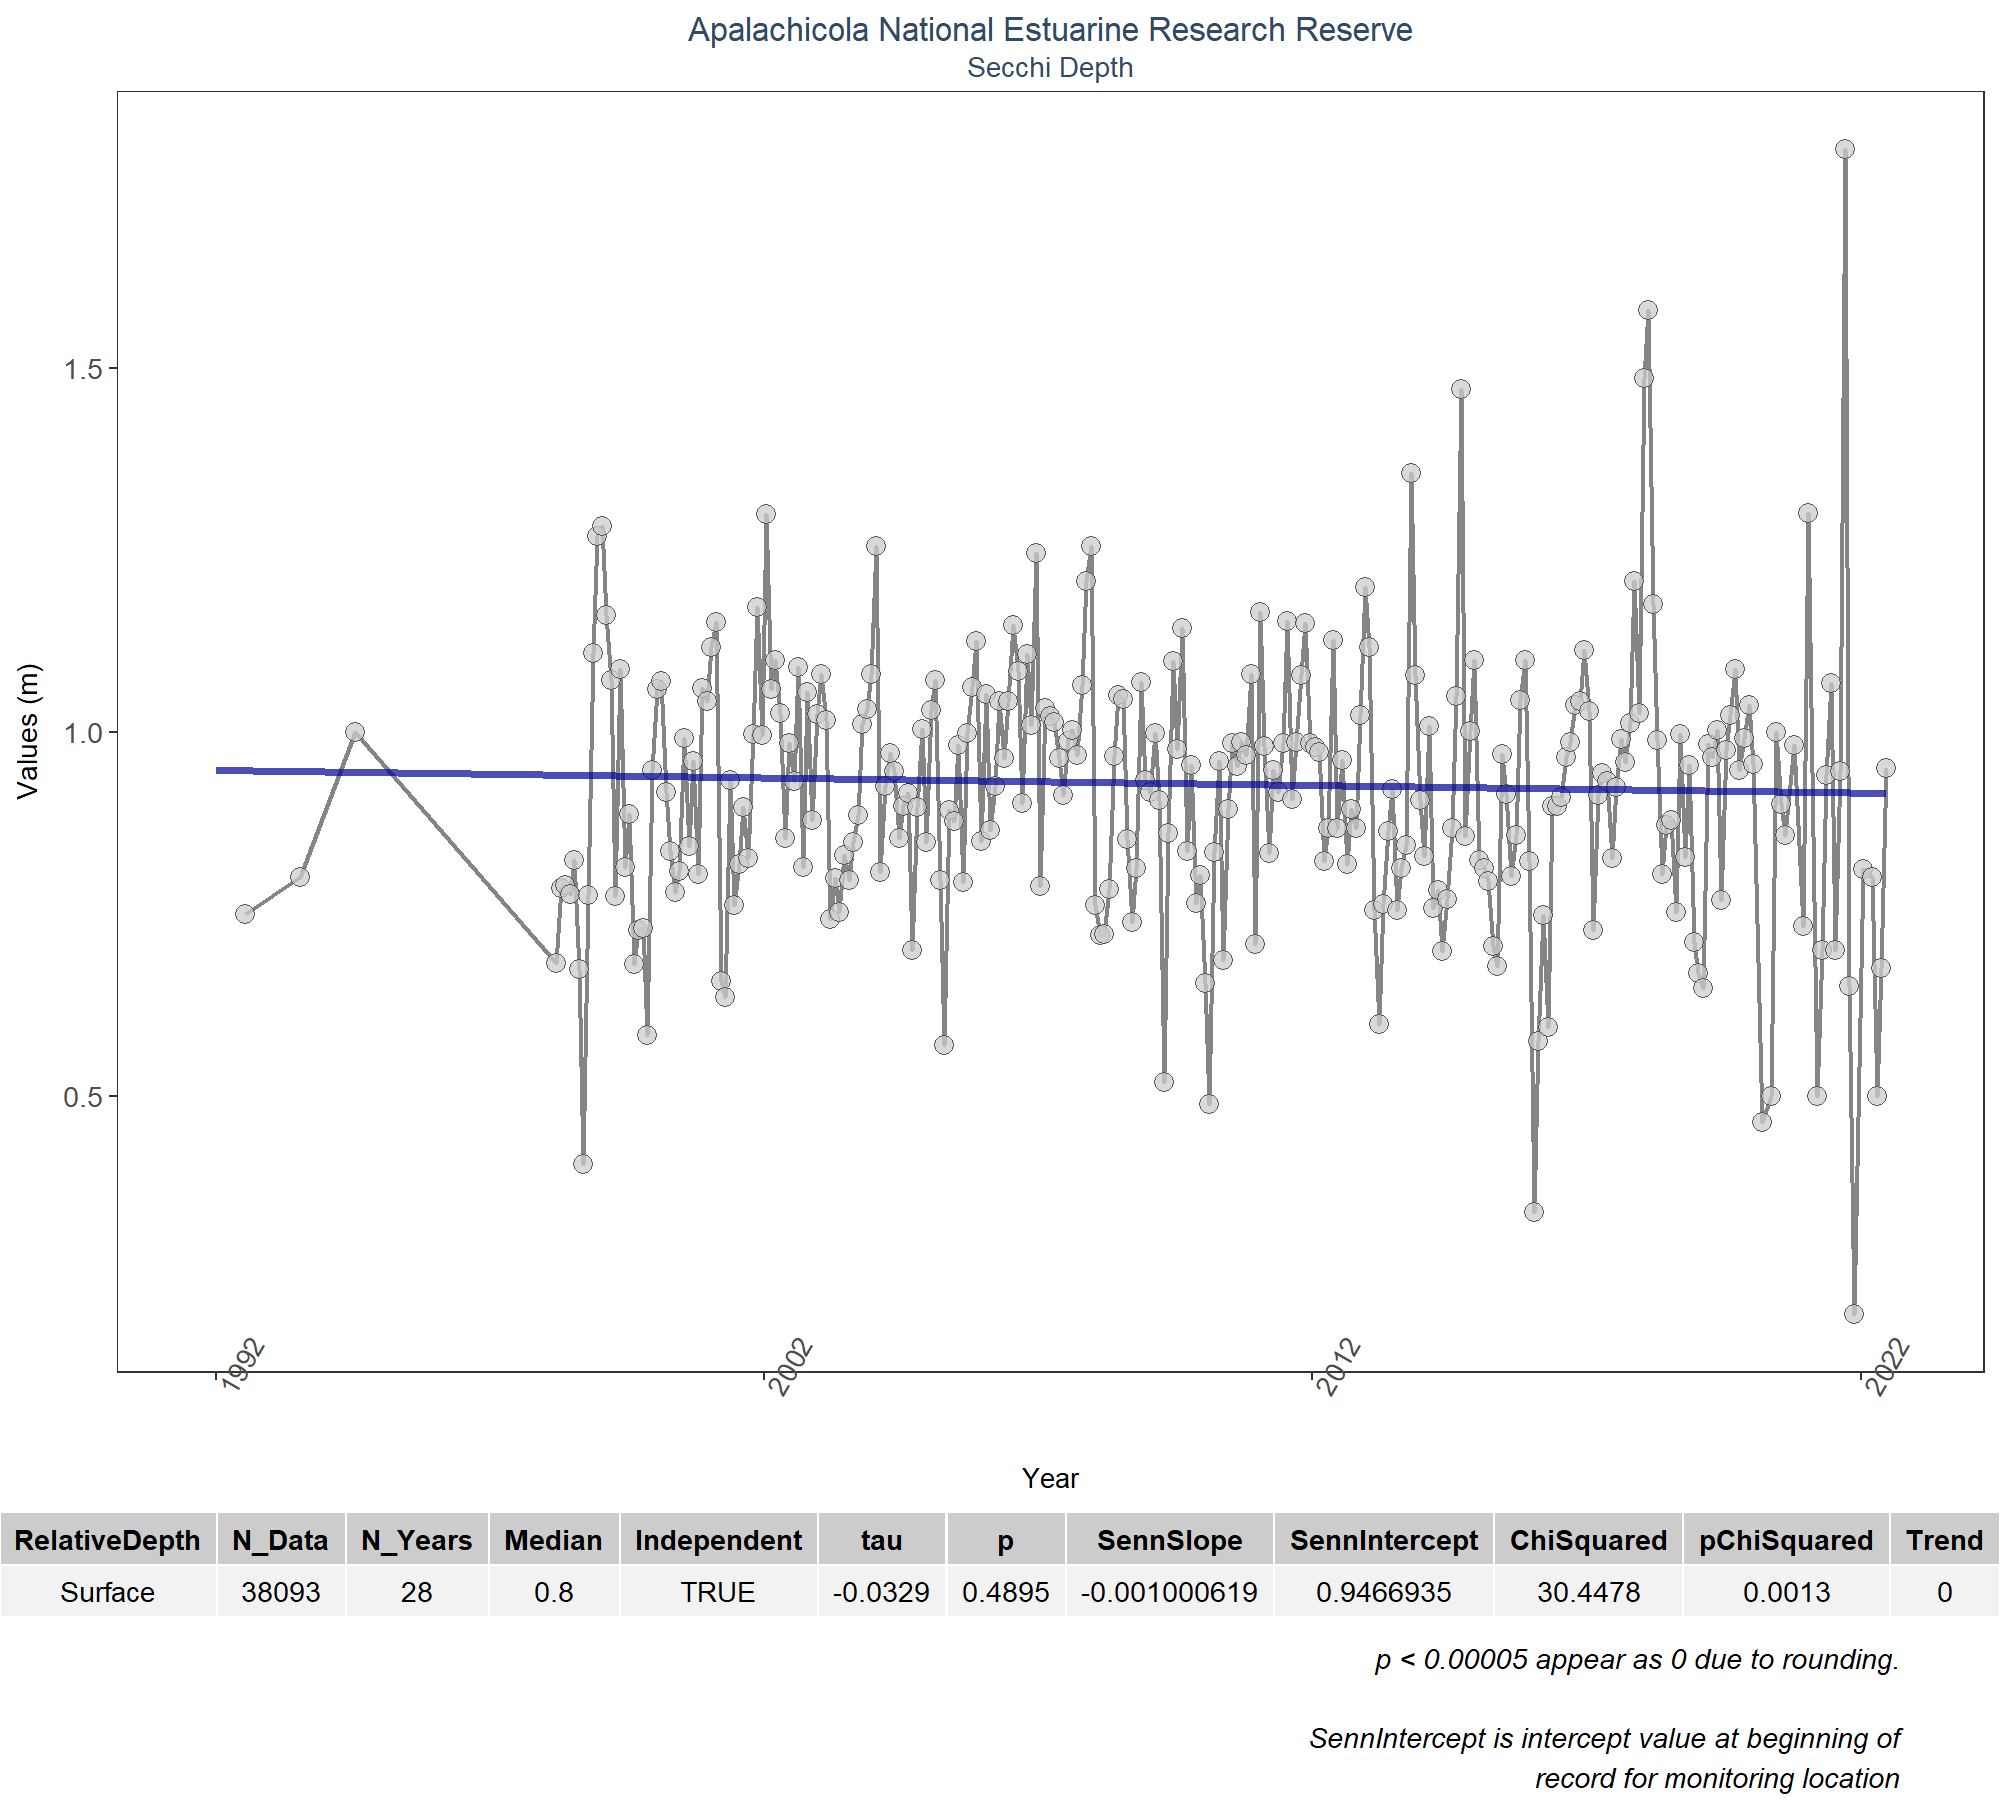 Apalachicola National Estuarine Research Reserve
Secchi Depth
Values (m)
1.5
1.0
0.5
1992
2002
2012
2022
Year
RelativeDepth N_Data N_Years Median Independent tau p SennSlope SennIntercept ChiSquared pChiSquared Trend
Surface 38093 28 0.8 TRUE -0.0329 0.4895 -0.001000619 0.9466935 30.4478 0.0013 0
p < 0.00005 appear as 0 due to rounding.
SennIntercept is intercept value at beginning of
record for monitoring location